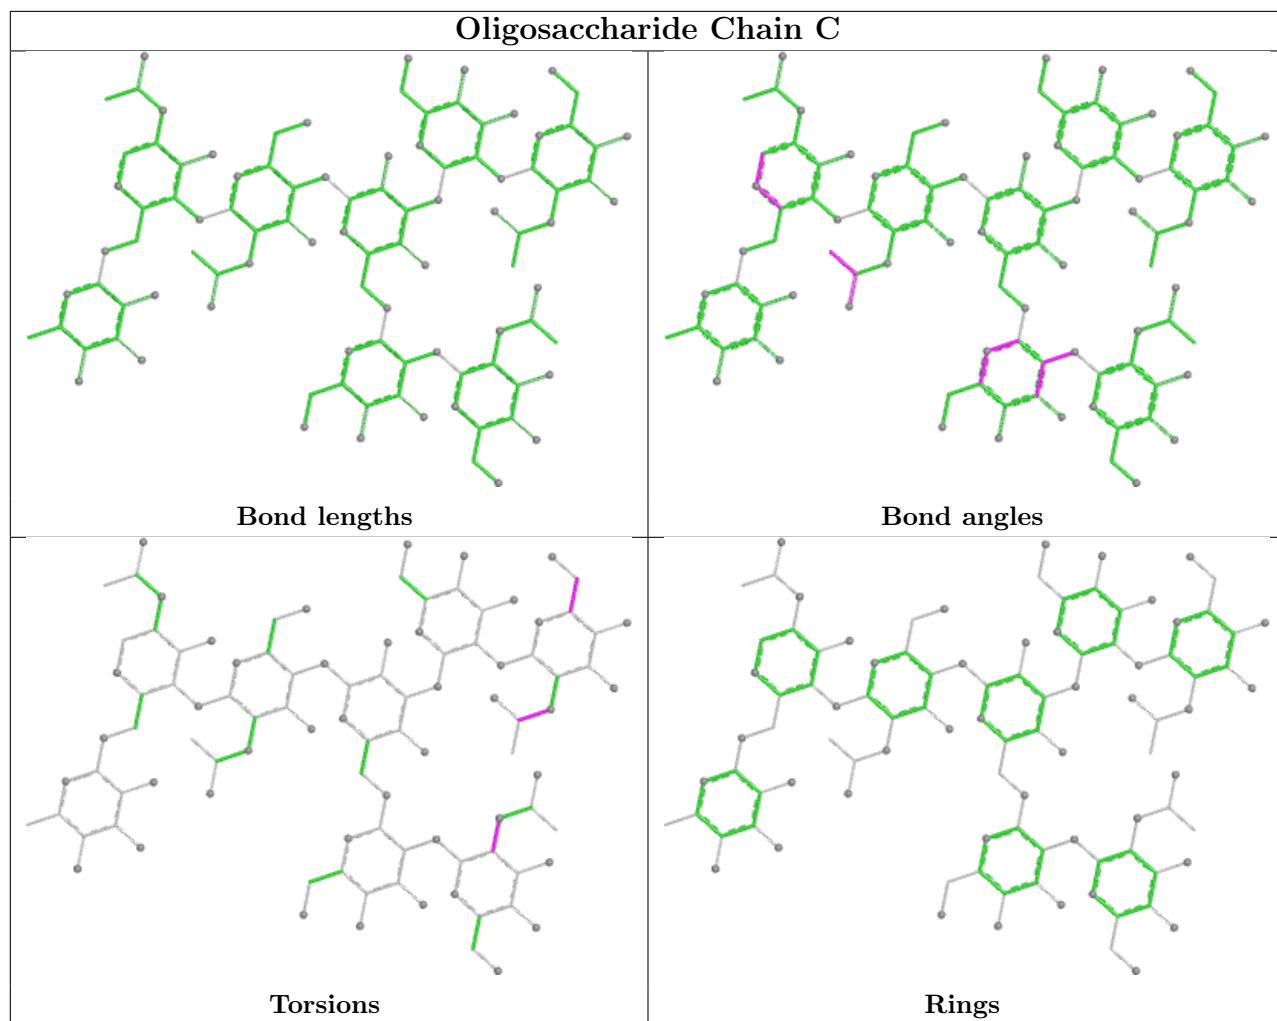 Oligosaccharide Chain C
Bond lengths
Bond angles
Torsions
Rings